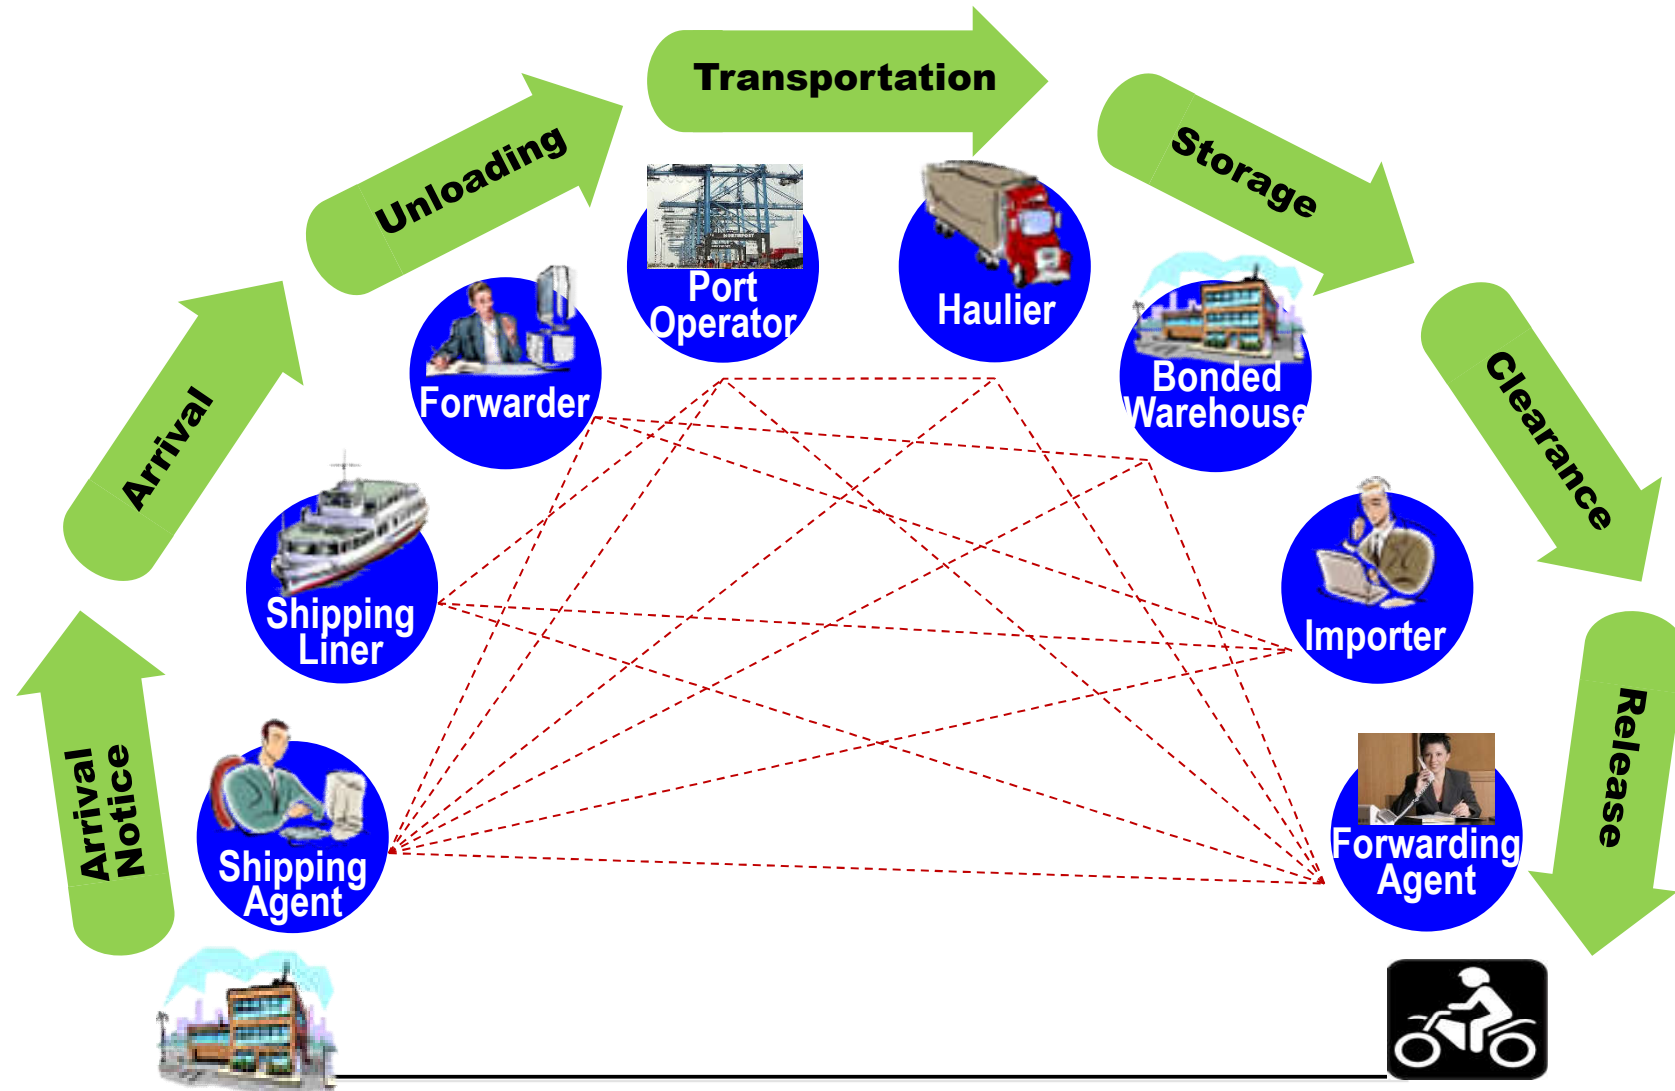 Transportation
Unloading
Storage
Arrival
Clearance
Arrival
Notice
Release
Port
Operator
Haulier
Forwarder
Bonded
Warehouse
Shipping
Liner
Importer
Shipping
Agent
Forwarding
Agent